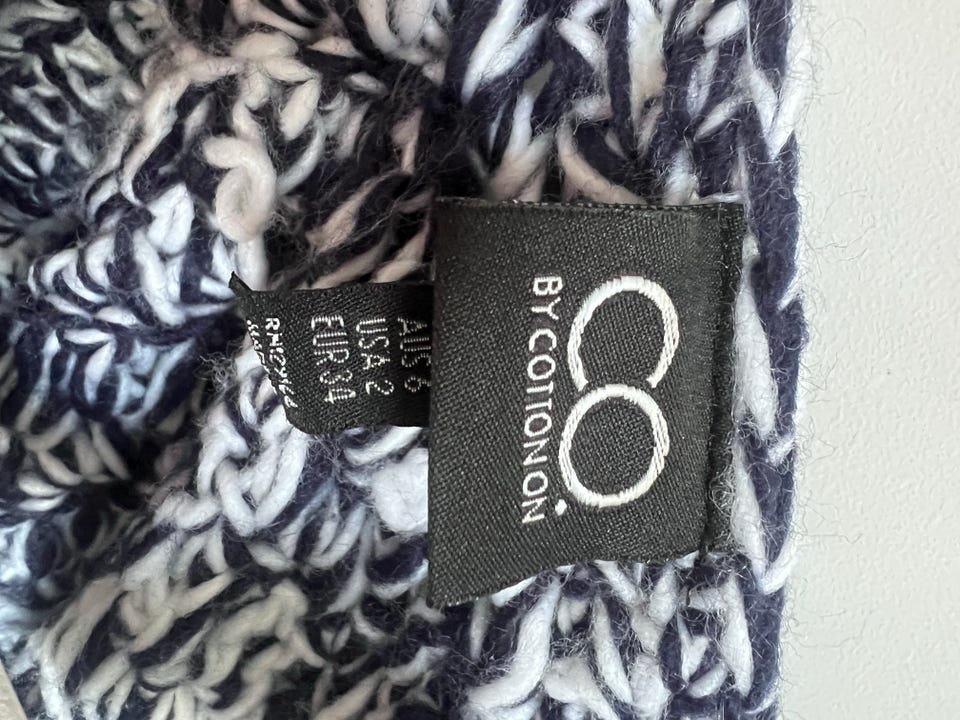 CO.
BY COTTON ON
AUS 6
USA 2
EUR 34